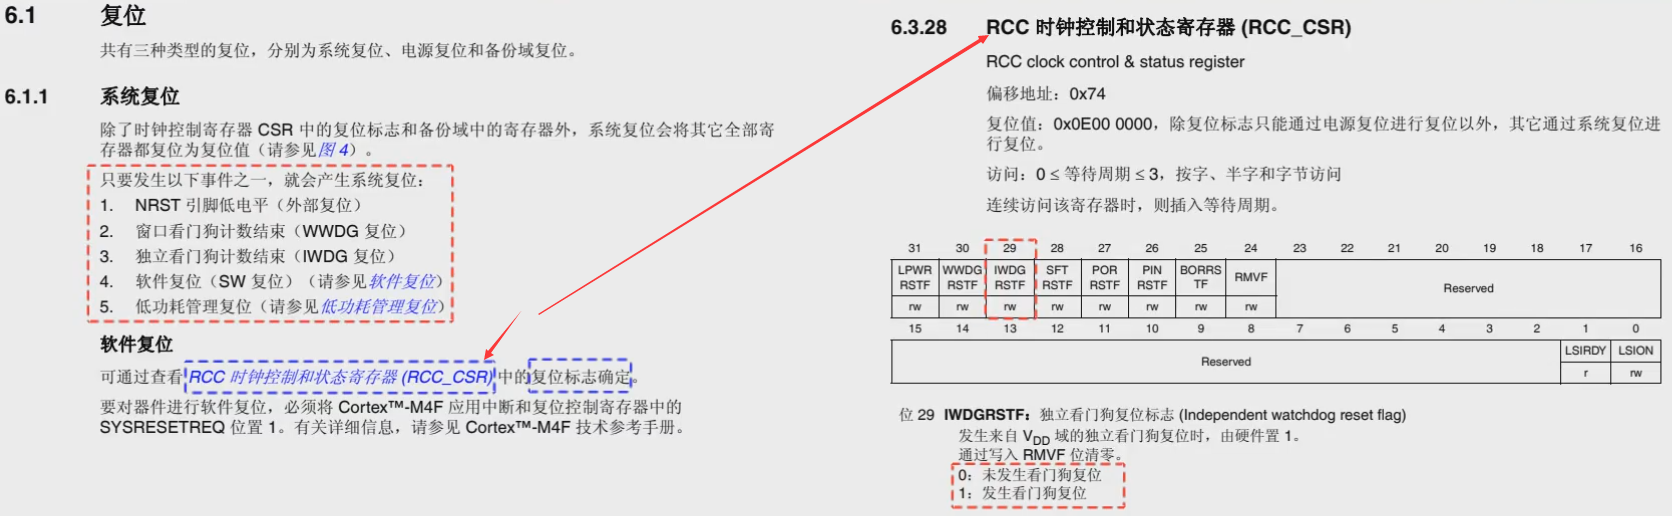 6.1 复位
共有三种类型的复位，分别为系统复位、电源复位和备份域复位。
6.1.1 系统复位
除了时钟控制寄存器 CSR 中的复位标志和备份域中的寄存器外，系统复位会将其它全部寄
存器都复位为复位值（请参见图 4）。
只要发生以下事件之一，就会产生系统复位：
1. NRST 引脚低电平（外部复位）
2. 窗口看门狗计数结束（WWDG 复位）
3. 独立看门狗计数结束（IWDG 复位）
4. 软件复位（SW 复位）（请参见软件复位）
5. 低功耗管理复位（请参见低功耗管理复位）
软件复位
可通过查看 RCC 时钟控制和状态寄存器 (RCC_CSR) 中的复位标志确定。
要对器件进行软件复位，必须将 Cortex™-M4F 应用中断和复位控制寄存器中的
SYSRESETREQ 位置 1。有关详细信息，请参见 Cortex™-M4F 技术参考手册。
6.3.28 RCC 时钟控制和状态寄存器 (RCC_CSR)
RCC clock control & status register
偏移地址：0x74
复位值：0x0E00 0000，除复位标志只能通过电源复位进行复位以外，其它通过系统复位进
行复位。
访问：0 ≤ 等待周期 ≤ 3，按字、半字和字节访问
连续访问该寄存器时，则插入等待周期。
31 30 29 28 27 26 25 24 23 22 21 20 19 18 17 16
LPWR RSTF WWDG RSTF IWDG RSTF SFT RSTF POR RSTF PIN RSTF BORRS TF RMVF Reserved
rw rw rw rw rw rw rw rw
15 14 13 12 11 10 9 8 7 6 5 4 3 2 1 0
Reserved LSIRDY LSION
r rw
位 29 IWDGRSTF：独立看门狗复位标志 (Independent watchdog reset flag)
发生来自 VDD 域的独立看门狗复位时，由硬件置 1。
通过写入 RMVF 位清零。
0：未发生看门狗复位
1：发生看门狗复位